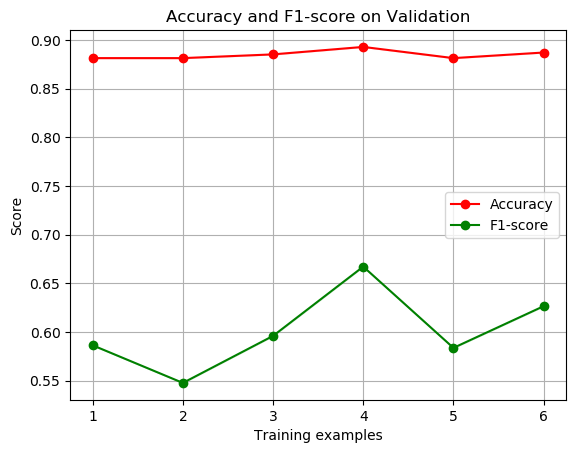 Accuracy and F1-score on Validation
0.90
0.85
0.80
0.75
0.70
0.65
0.60
0.55
Score
Accuracy
F1-score
1 2 3 4 5 6
Training examples